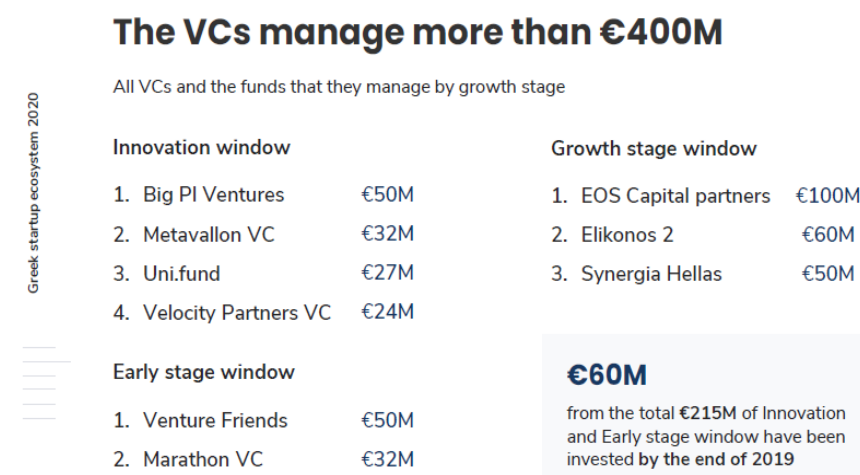 The VCs manage more than €400M
All VCs and the funds that they manage by growth stage
Greek startup ecosystem 2020
Innovation window
1. Big PI Ventures €50M
2. Metavallon VC €32M
3. Uni.fund €27M
4. Velocity Partners VC €24M
Early stage window
1. Venture Friends €50M
2. Marathon VC €32M
Growth stage window
1. EOS Capital partners €100M
2. Elikonos 2 €60M
3. Synergia Hellas €50M
€60M
from the total €215M of Innovation
and Early stage window have been
invested by the end of 2019